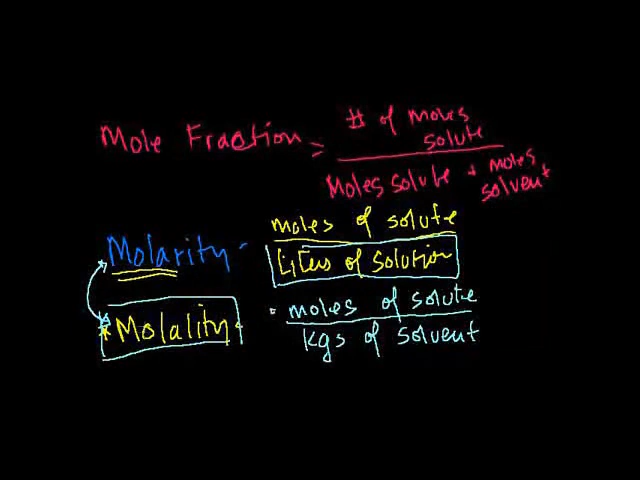 # of moles
solute
Mole Fraction =
Moles solute + moles
solvent
moles of solute
Molarity -
Liters of solution
moles of solute
* Molality -
kgs of solvent